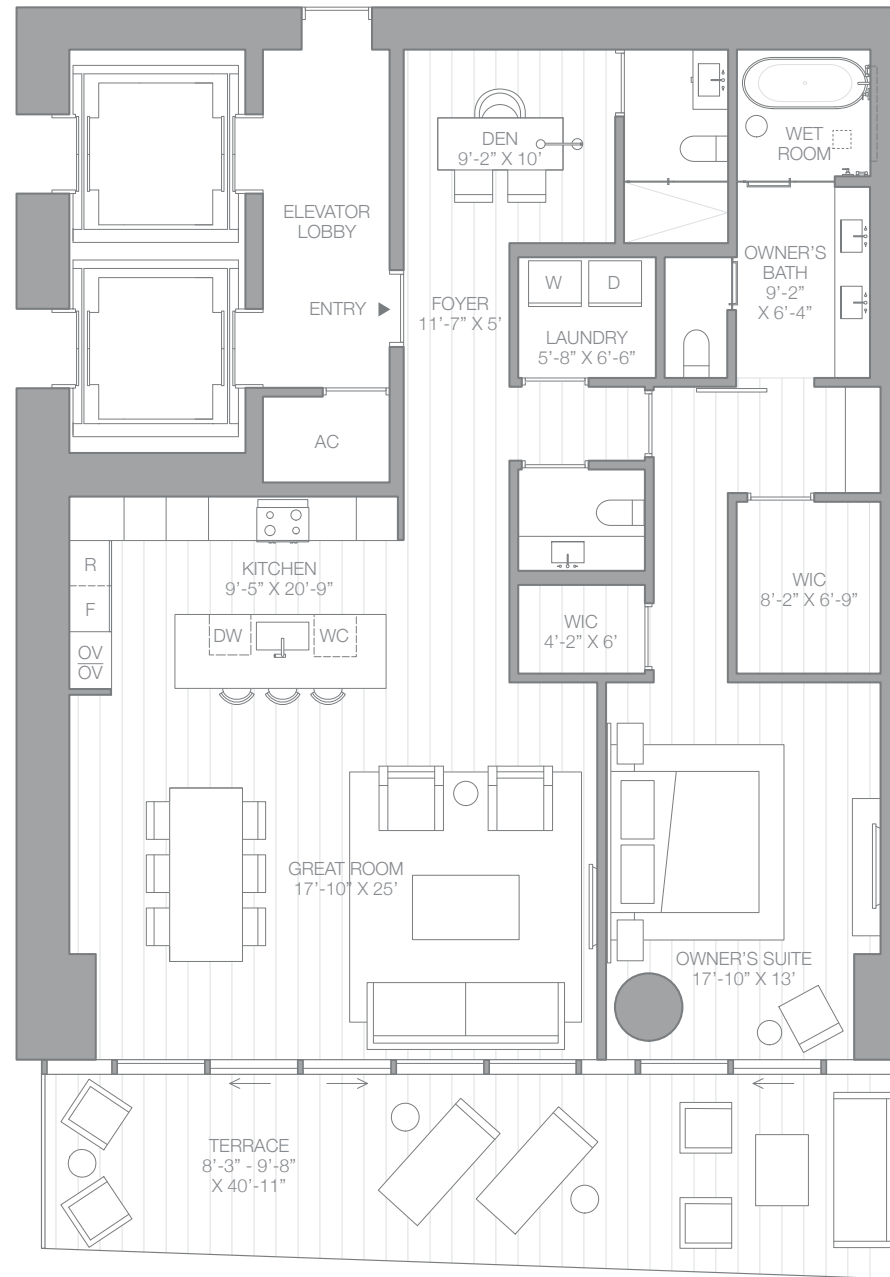 DEN
9’-2” X 10’
WET
ROOM
ELEVATOR
LOBBY
OWNER’S
BATH
9’-2”
X 6’-4”
W
D
ENTRY
FOYER
11’-7” X 5’
LAUNDRY
5’-8” X 6’-6”
AC
R
F
OV
OV
KITCHEN
9’-5” X 20’-9”
DW
WC
WIC
8’-2” X 6’-9”
WIC
4’-2” X 6’
GREAT ROOM
17’-10” X 25’
OWNER’S SUITE
17’-10” X 13’
TERRACE
8’-3” - 9’-8”
X 40’-11”